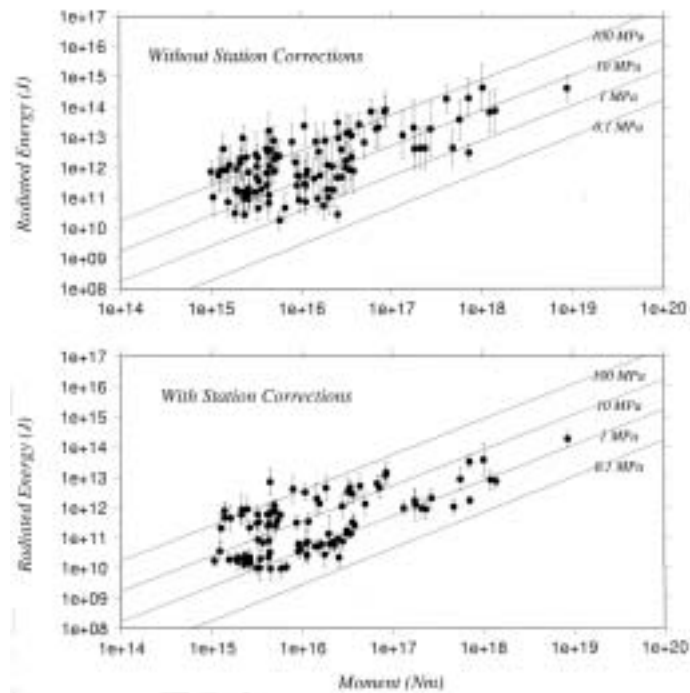 1e+17
1e+16
1e+15
1e+14
1e+13
1e+12
1e+11
1e+10
1e+09
1e+08
Radiated Energy (J)
Without Station Corrections
100 MPa
10 MPa
1 MPa
0.1 MPa
1e+14 1e+15 1e+16 1e+17 1e+18 1e+19 1e+20
1e+17
1e+16
1e+15
1e+14
1e+13
1e+12
1e+11
1e+10
1e+09
1e+08
Radiated Energy (J)
With Station Corrections
100 MPa
10 MPa
1 MPa
0.1 MPa
1e+14 1e+15 1e+16 1e+17 1e+18 1e+19 1e+20
Moment (Nm)